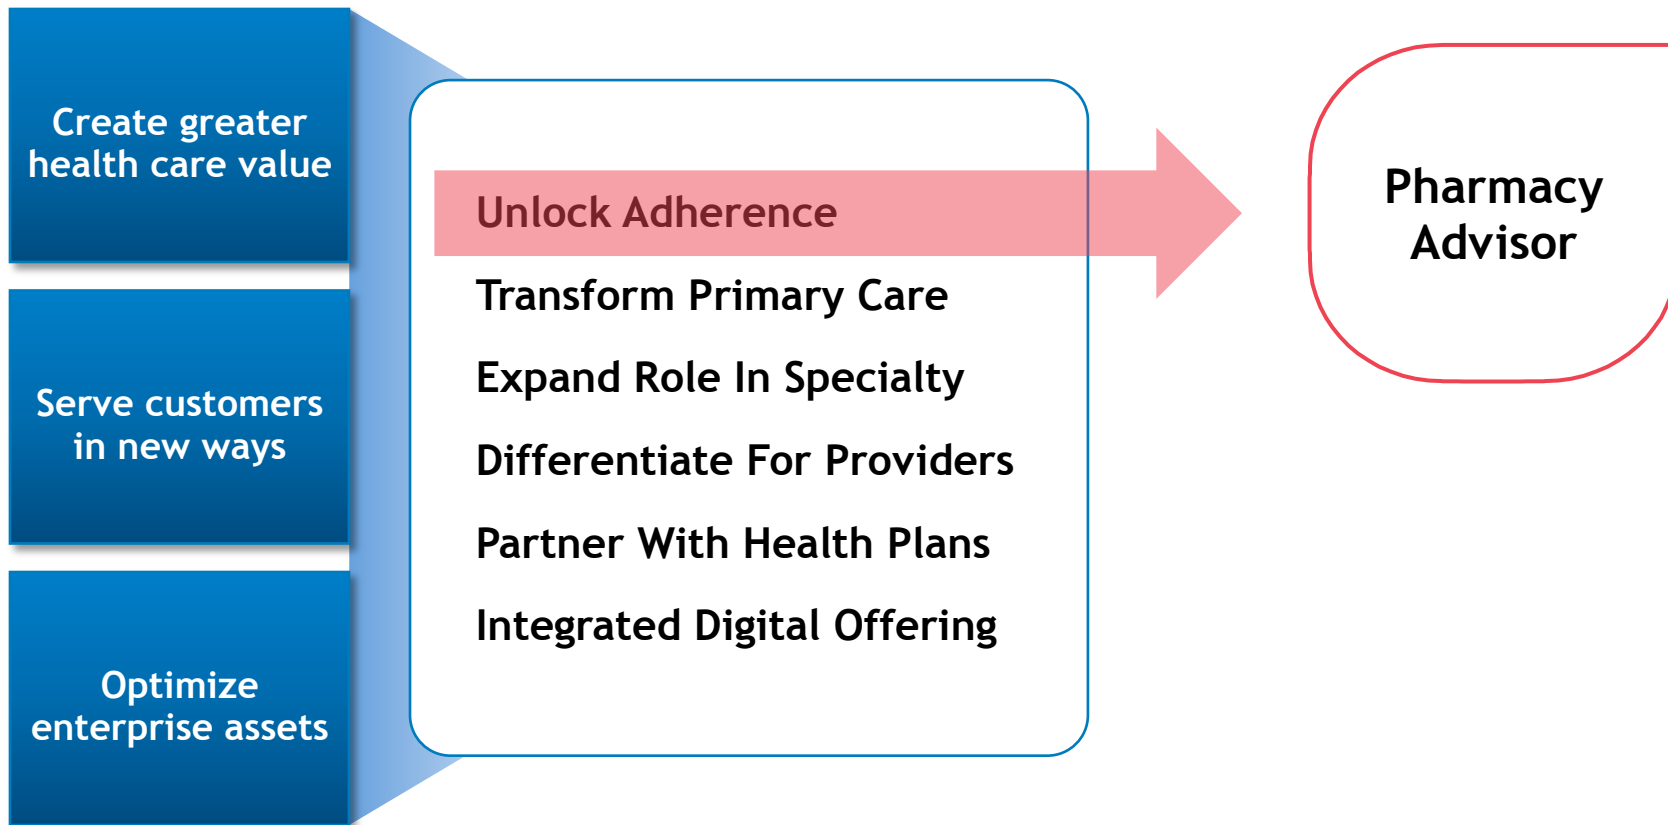 Create greater
health care value
Serve customers
in new ways
Optimize
enterprise assets
Unlock Adherence
Transform Primary Care
Expand Role In Specialty
Differentiate For Providers
Partner With Health Plans
Integrated Digital Offering
Pharmacy
Advisor